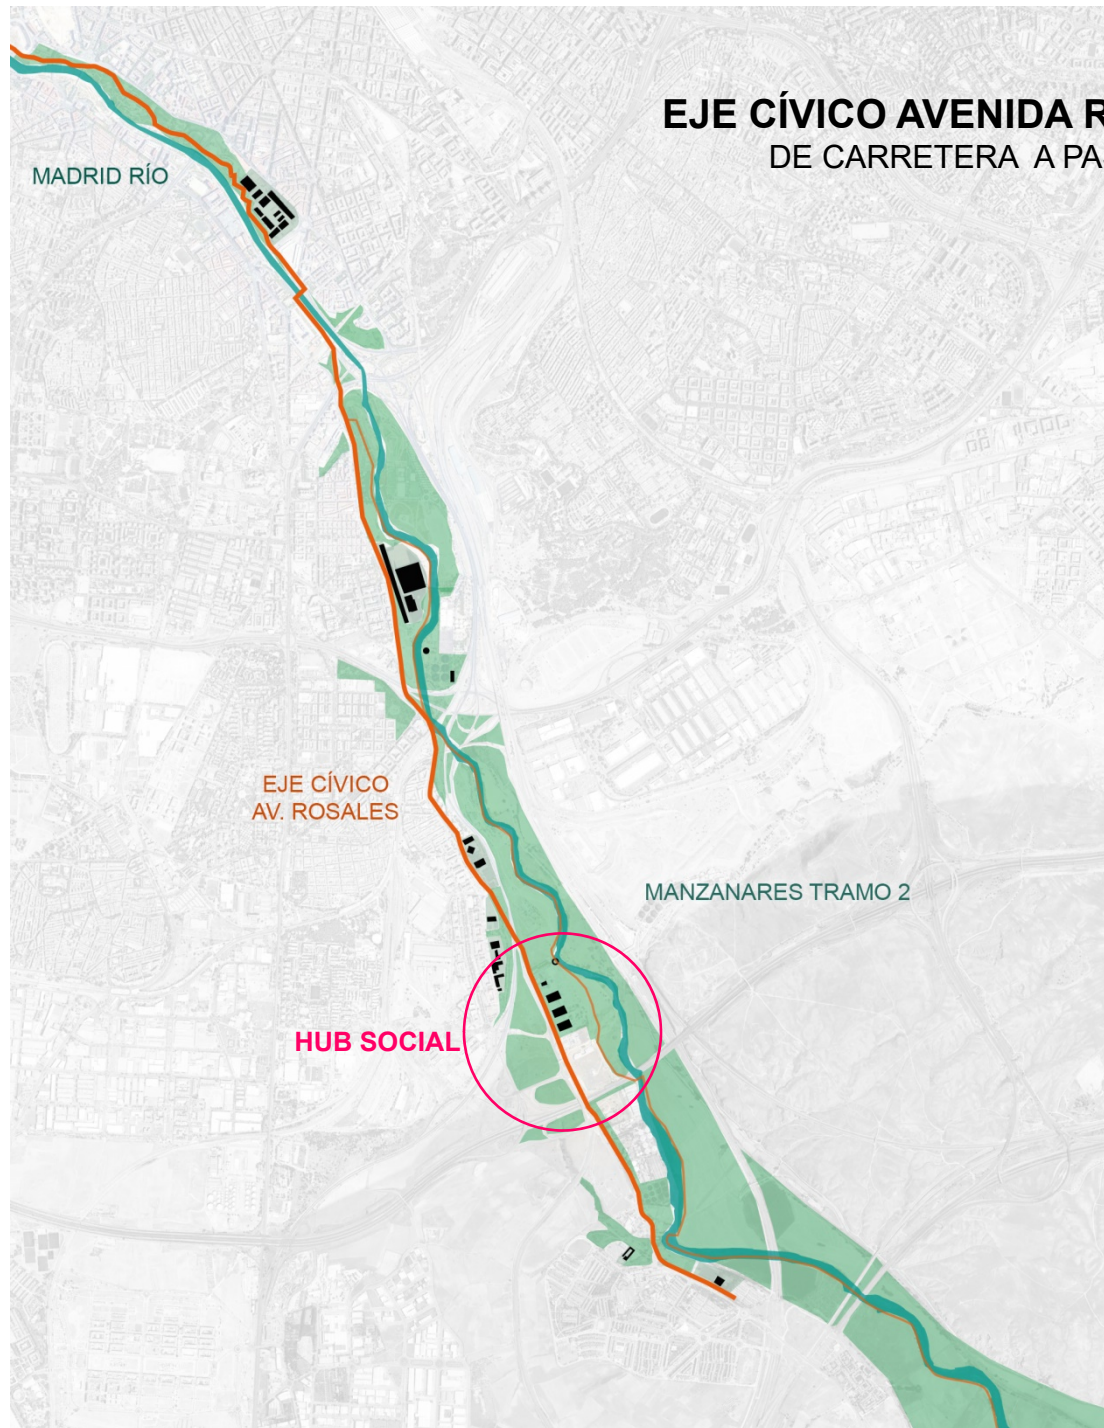 EJE CÍVICO AVENIDA R
DE CARRETERA A PA
MADRID RÍO
EJE CÍVICO
AV. ROSALES
MANZANARES TRAMO 2
HUB SOCIAL